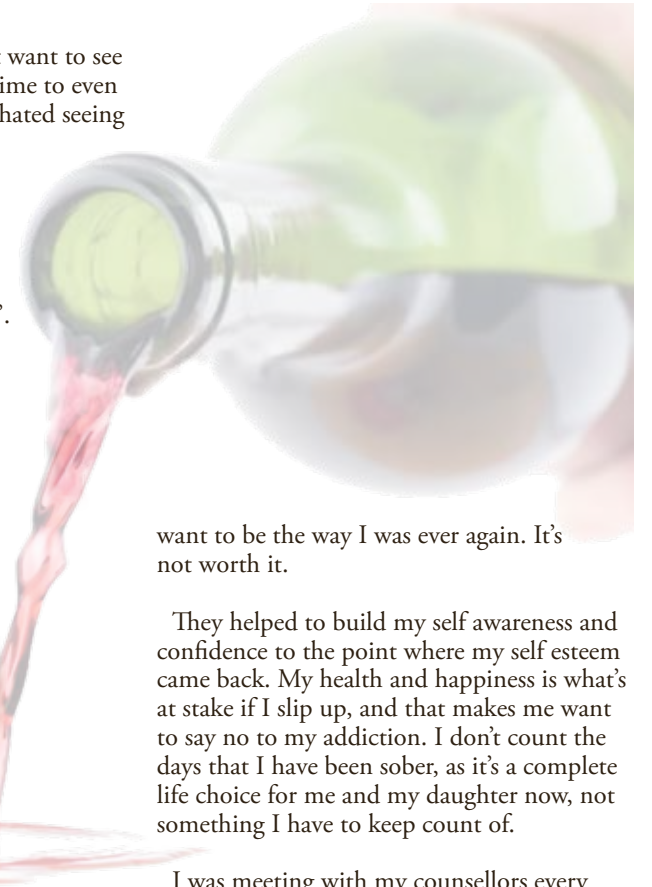 want to see
ime to even
hated seeing
’.
want to be the way I was ever again. It’s
not worth it.
They helped to build my self awareness and
confidence to the point where my self esteem
came back. My health and happiness is what’s
at stake if I slip up, and that makes me want
to say no to my addiction. I don’t count the
days that I have been sober, as it’s a complete
life choice for me and my daughter now, not
something I have to keep count of.
I was meeting with my counsellors every